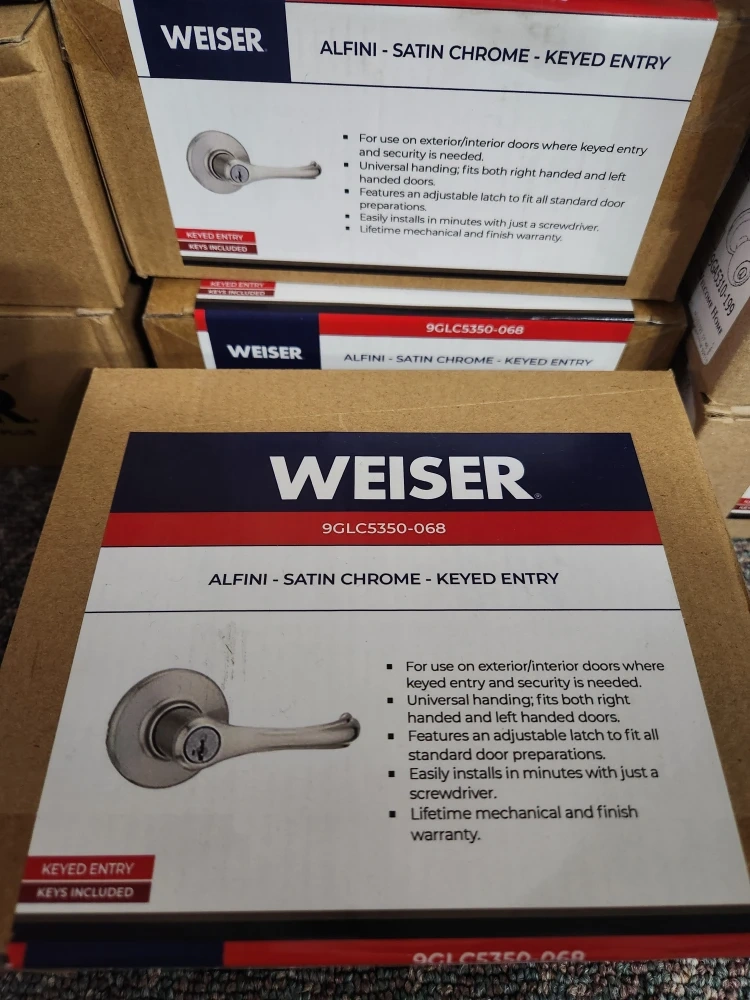 WEISER
ALFINI - SATIN CHROME - KEYED ENTRY
▪ For use on exterior/interior doors where keyed entry
and security is needed.
▪ Universal handing; fits both right handed and left
handed doors.
▪ Features an adjustable latch to fit all standard door
preparations.
▪ Easily installs in minutes with just a screwdriver.
▪ Lifetime mechanical and finish warranty.
KEYED ENTRY
KEYS INCLUDED
KEYED ENTRY
KEYS INCLUDED
9GLC5350-068
WEISER
ALFINI - SATIN CHROME - KEYED ENTRY
WEISER
9GLC5350-068
ALFINI - SATIN CHROME - KEYED ENTRY
▪ For use on exterior/interior doors where
keyed entry and security is needed.
▪ Universal handing; fits both right
handed and left handed doors.
▪ Features an adjustable latch to fit all
standard door preparations.
▪ Easily installs in minutes with just a
screwdriver.
▪ Lifetime mechanical and finish
warranty.
KEYED ENTRY
KEYS INCLUDED
9GLC5350-068